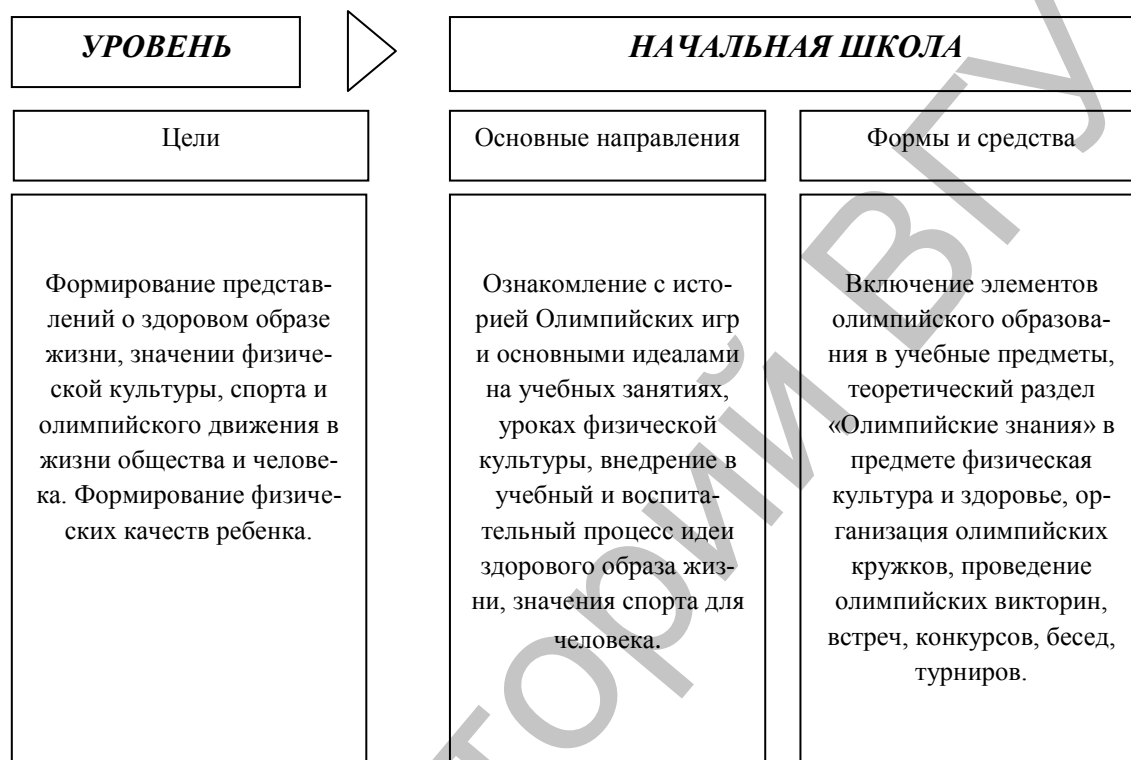 УРОВЕНЬ
НАЧАЛЬНАЯ ШКОЛА
Цели
Основные направления
Формы и средства
Формирование представ-
лений о здоровом образе
жизни, значении физиче-
ской культуры, спорта и
олимпийского движения в
жизни общества и челове-
ка. Формирование физиче-
ских качеств ребенка.
Ознакомление с исто-
рией Олимпийских игр
и основными идеалами
на учебных занятиях,
уроках физической
культуры, внедрение в
учебный и воспита-
тельный процесс идеи
здорового образа жиз-
ни, значения спорта для
человека.
Включение элементов
олимпийского образова-
ния в учебные предметы,
теоретический раздел
«Олимпийские знания» в
предмете физическая
культура и здоровье, ор-
ганизация олимпийских
кружков, проведение
олимпийских викторин,
встреч, конкурсов, бесед,
турниров.
торий ВГУ